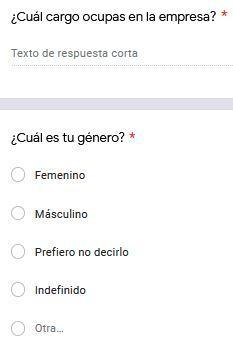 ¿Cuál cargo ocupas en la empresa? *
Texto de respuesta corta
¿Cuál es tu género? *
Femenino
Másculino
Prefiero no decirlo
Indefinido
Otra...